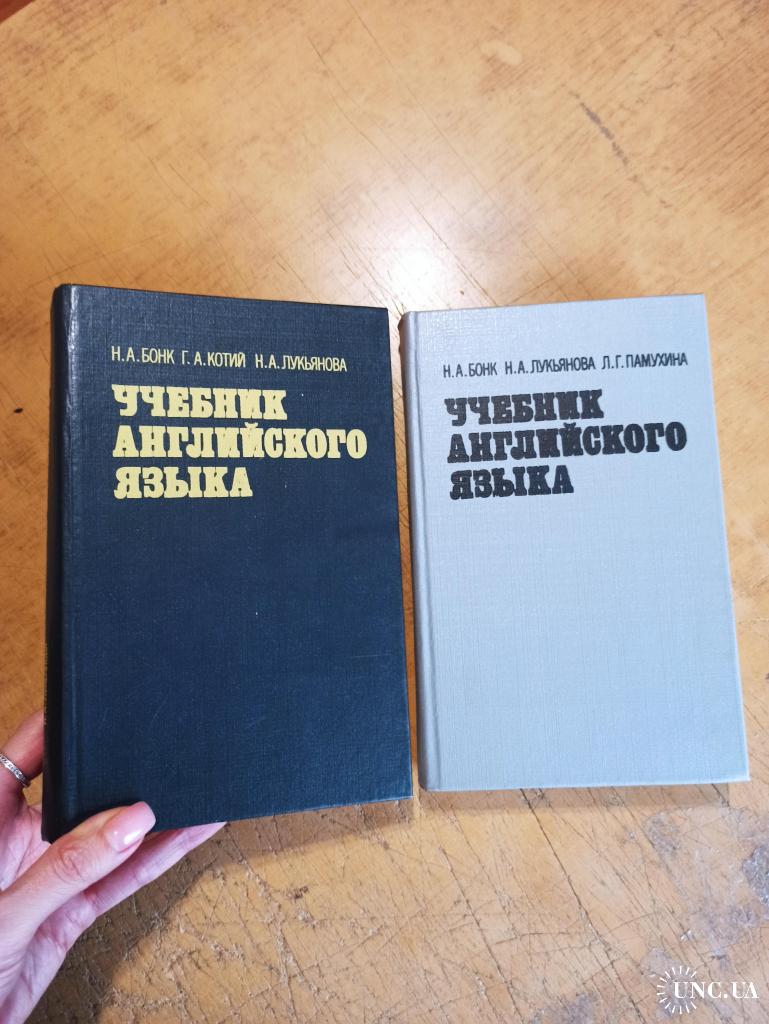 Н.А.БОНК Г.А.КОТИЙ Н.А.ЛУКЬЯНОВА
УЧЕБНИК
АНГЛИЙСКОГО
ЯЗЫКА
Н.А.БОНК Н.А.ЛУКЬЯНОВА Л.Г.ПАМУХИНА
УЧЕБНИК
АНГЛИЙСКОГО
ЯЗЫКА
UNC.UA